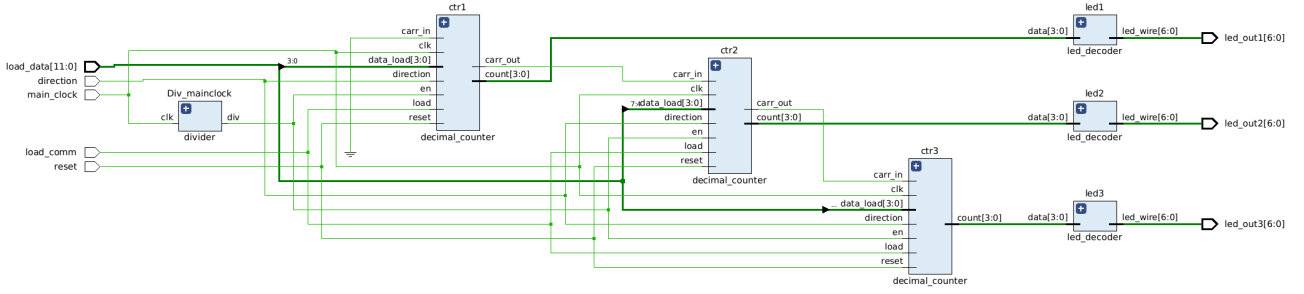 ctr1
carr_in
clk
data_load[3:0]
direction
en
load
reset
carr_out
count[3:0]
decimal_counter
load_data[11:0]
direction
main_clock
load_comm
reset
3:0
Div_mainclock
clk
div
divider
ctr2
carr_in
clk
7:4
data_load[3:0]
direction
en
load
reset
carr_out
count[3:0]
decimal_counter
ctr3
carr_in
clk
... data_load[3:0]
direction
en
load
reset
count[3:0]
decimal_counter
led1
data[3:0]
led_wire[6:0]
led_decoder
led_out1[6:0]
led2
data[3:0]
led_wire[6:0]
led_decoder
led_out2[6:0]
led3
data[3:0]
led_wire[6:0]
led_decoder
led_out3[6:0]